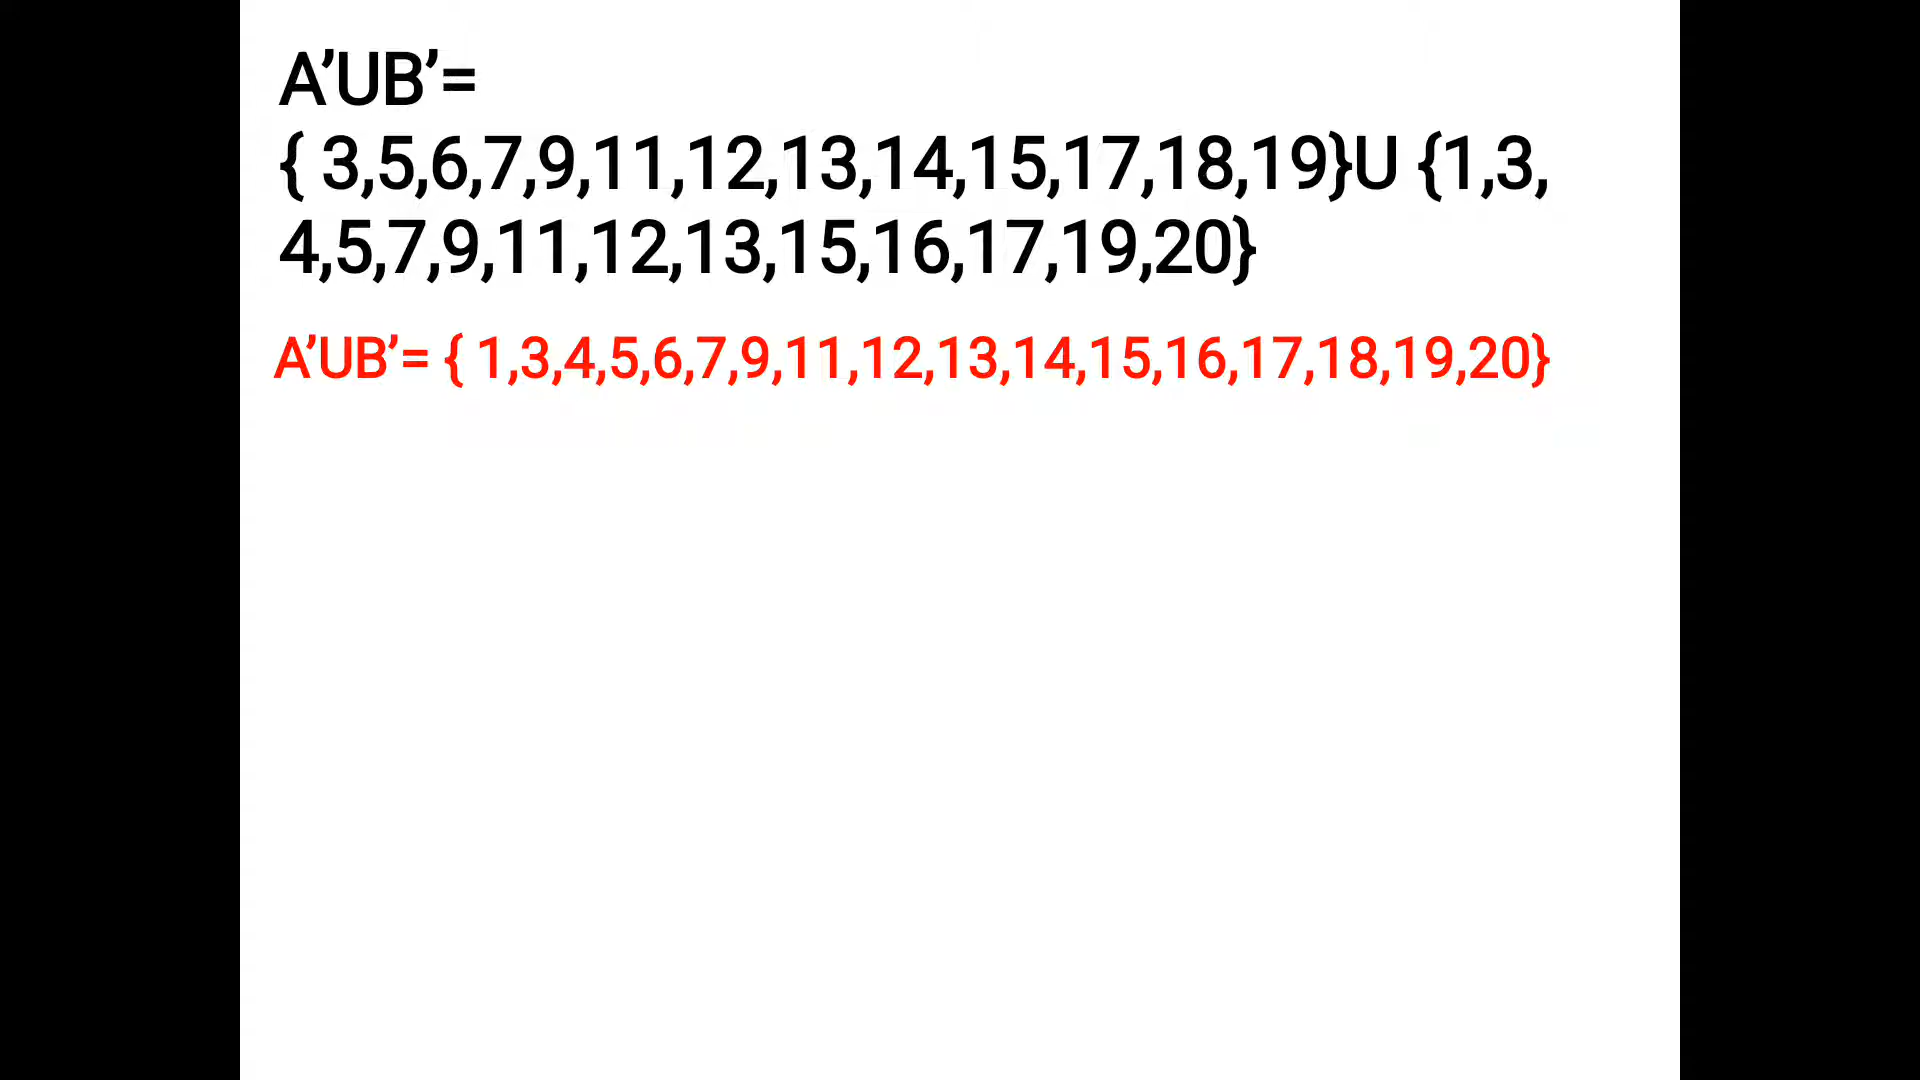 A’UB’=
{ 3,5,6,7,9,11,12,13,14,15,17,18,19}U {1,3,
4,5,7,9,11,12,13,15,16,17,19,20}
A’UB’= { 1,3,4,5,6,7,9,11,12,13,14,15,16,17,18,19,20}